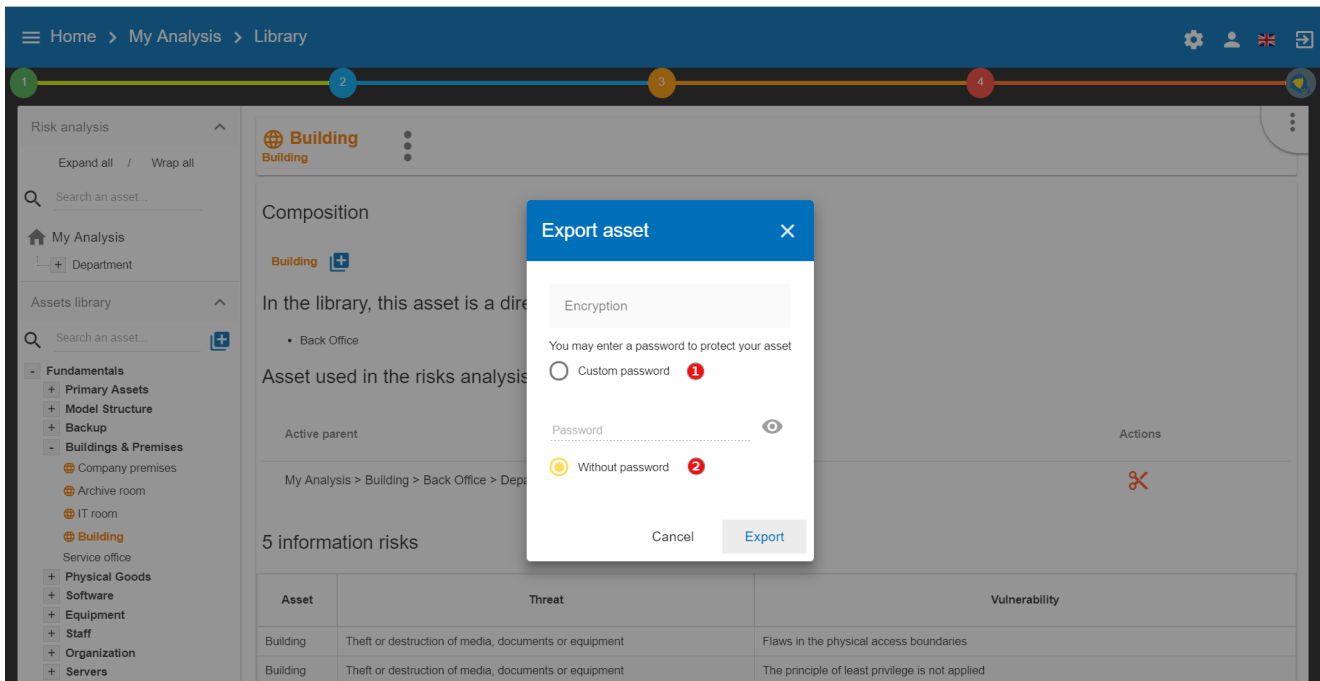 Home > My Analysis > Library
1 2 3 4
Risk analysis
Expand all / Wrap all
Search an asset...
My Analysis
+ Department
Assets library
Search an asset...
- Fundamentals
+ Primary Assets
+ Model Structure
+ Backup
- Buildings & Premises
Company premises
Archive room
IT room
Building
Service office
+ Physical Goods
+ Software
+ Equipment
+ Staff
+ Organization
+ Servers
Building
Building
Composition
Building
In the library, this asset is a dire
• Back Office
Asset used in the risks analysis
Active parent Actions
My Analysis > Building > Back Office > Depa
5 information risks
Asset Threat Vulnerability
Building Theft or destruction of media, documents or equipment Flaws in the physical access boundaries
Building Theft or destruction of media, documents or equipment The principle of least privilege is not applied
Export asset
Encryption
You may enter a password to protect your asset
Custom password 1
Password
Without password 2
Cancel Export